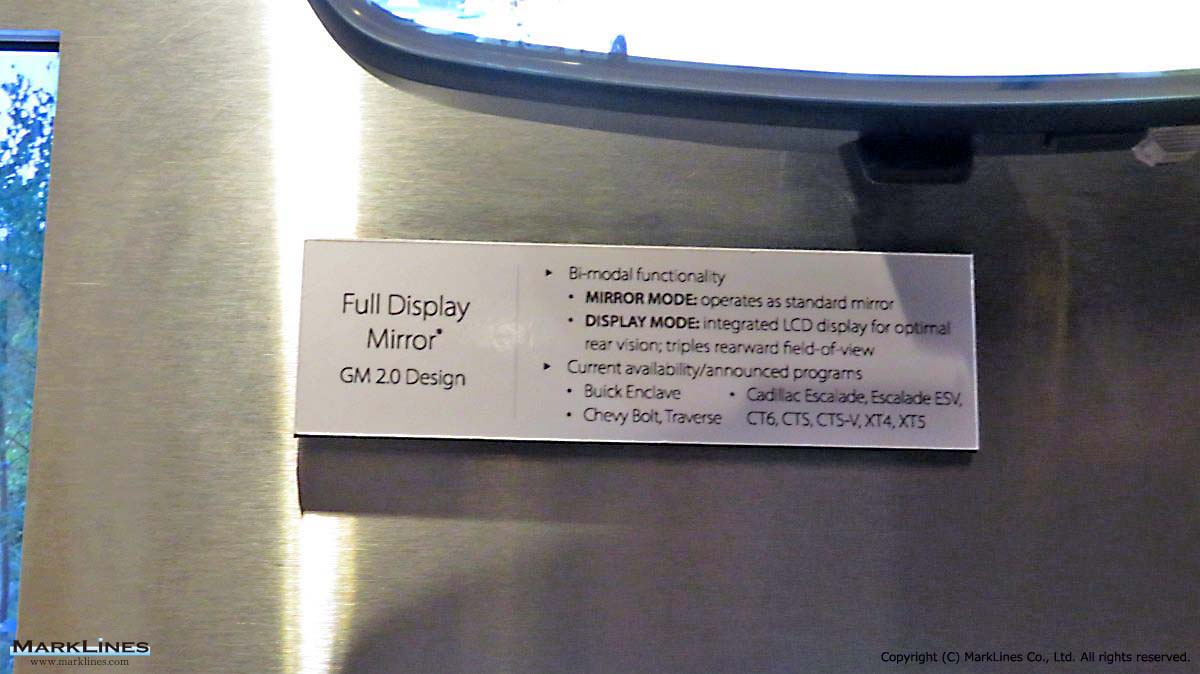 Full Display
Mirror®
GM 2.0 Design
▸ Bi-modal functionality
• MIRROR MODE: operates as standard mirror
• DISPLAY MODE: integrated LCD display for optimal
rear vision; triples rearward field-of-view
▸ Current availability/announced programs
• Buick Enclave
• Chevy Bolt, Traverse
• Cadillac Escalade, Escalade ESV,
CT6, CTS, CTS-V, XT4, XT5
MARKLINES
www.marklines.com
Copyright (C) MarkLines Co., Ltd. All rights reserved.